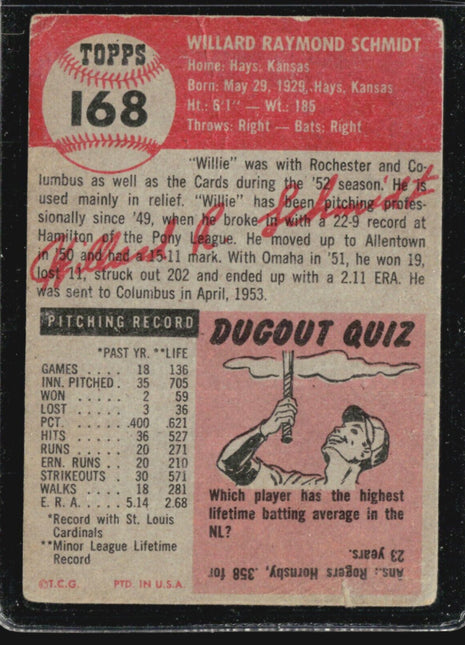 TOPPS
168
WILLARD RAYMOND SCHMIDT
Home: Hays, Kansas
Born: May 29, 1929, Hays, Kansas
Ht.: 6'1" — Wt.: 185
Throws: Right — Bats: Right
"Willie" was with Rochester and Co-
lumbus as well as the Cards during the '52 season. He is
used mainly in relief. "Willie" has been pitching profes-
sionally since '49, when he broke in with a 22-9 record at
Hamilton of the Pony League. He moved up to Allentown
in '50 and had a 15-11 mark. With Omaha in '51, he won 19,
lost 11, struck out 202 and ended up with a 2.11 ERA. He
was sent to Columbus in April, 1953.
Willard R. Schmidt
PITCHING RECORD
*PAST YR. **LIFE
GAMES . . . . 18 136
INN. PITCHED . 35 705
WON . . . . . 2 59
LOST . . . . . 3 36
PCT. . . . . . .400 .621
HITS . . . . . 36 527
RUNS . . . . 20 271
ERN. RUNS . . 20 210
STRIKEOUTS . 30 571
WALKS . . . . 18 281
E. R. A. . . . . 5.14 2.68
*Record with St. Louis
Cardinals
**Minor League Lifetime
Record
©T.C.G. PTD. IN U.S.A.
DUGOUT QUIZ
Which player has the highest
lifetime batting average in the
NL?
Ans.: Rogers Hornsby, .358 for
23 years.